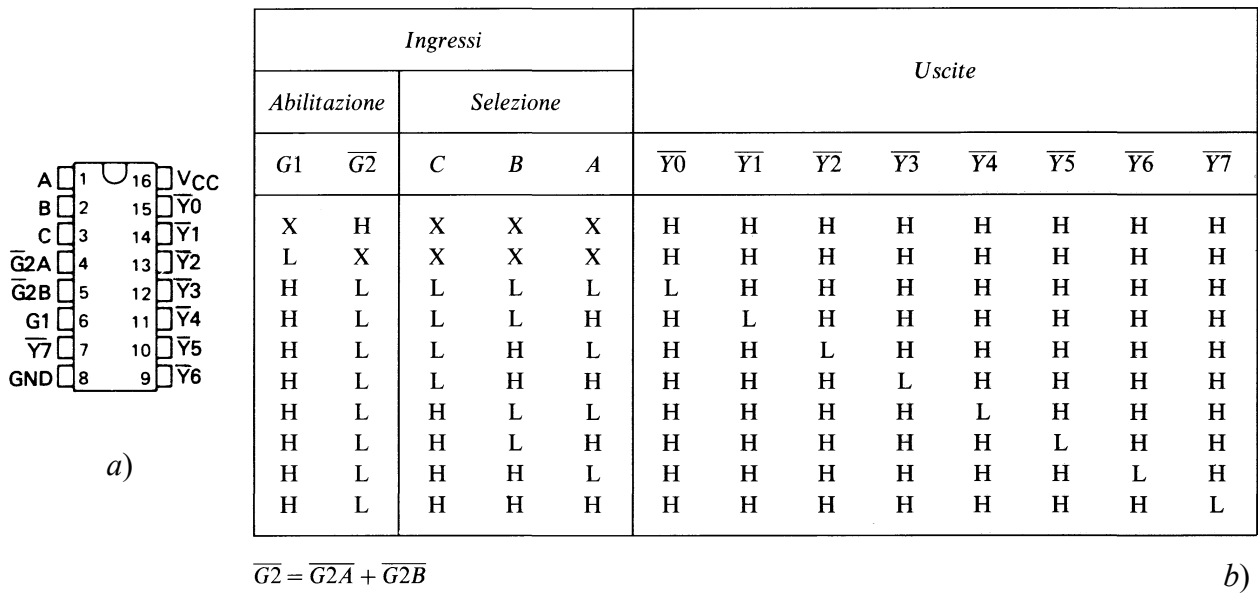 A 1 16 VCC
B 2 15 Y̅0
C 3 14 Y̅1
G̅2A 4 13 Y̅2
G̅2B 5 12 Y̅3
G1 6 11 Y̅4
Y̅7̅ 7 10 Y̅5
GND 8 9 Y̅6
a)
Ingressi Uscite
Abilitazione Selezione
G1 G̅2̅ C B A Y̅0̅ Y̅1̅ Y̅2̅ Y̅3̅ Y̅4̅ Y̅5̅ Y̅6̅ Y̅7̅
X H X X X H H H H H H H H
L X X X X H H H H H H H H
H L L L L L H H H H H H H
H L L L H H L H H H H H H
H L L H L H H L H H H H H
H L L H H H H H L H H H H
H L H L L H H H H L H H H
H L H L H H H H H H L H H
H L H H L H H H H H H L H
H L H H H H H H H H H H L
G̅2̅ = G̅2̅A̅ + G̅2̅B̅
b)